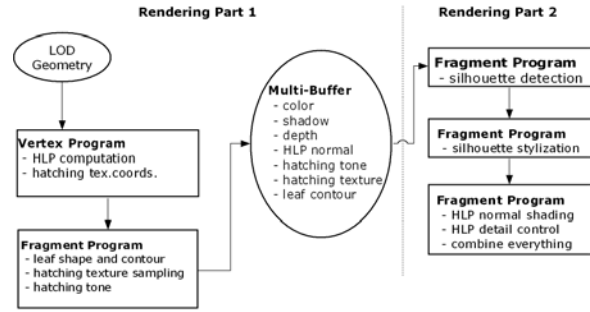 Rendering Part 1
Rendering Part 2
LOD
Geometry
Vertex Program
- HLP computation
- hatching tex.coords.
Fragment Program
- leaf shape and contour
- hatching texture sampling
- hatching tone
Multi-Buffer
- color
- shadow
- depth
- HLP normal
- hatching tone
- hatching texture
- leaf contour
Fragment Program
- silhouette detection
Fragment Program
- silhouette stylization
Fragment Program
- HLP normal shading
- HLP detail control
- combine everything